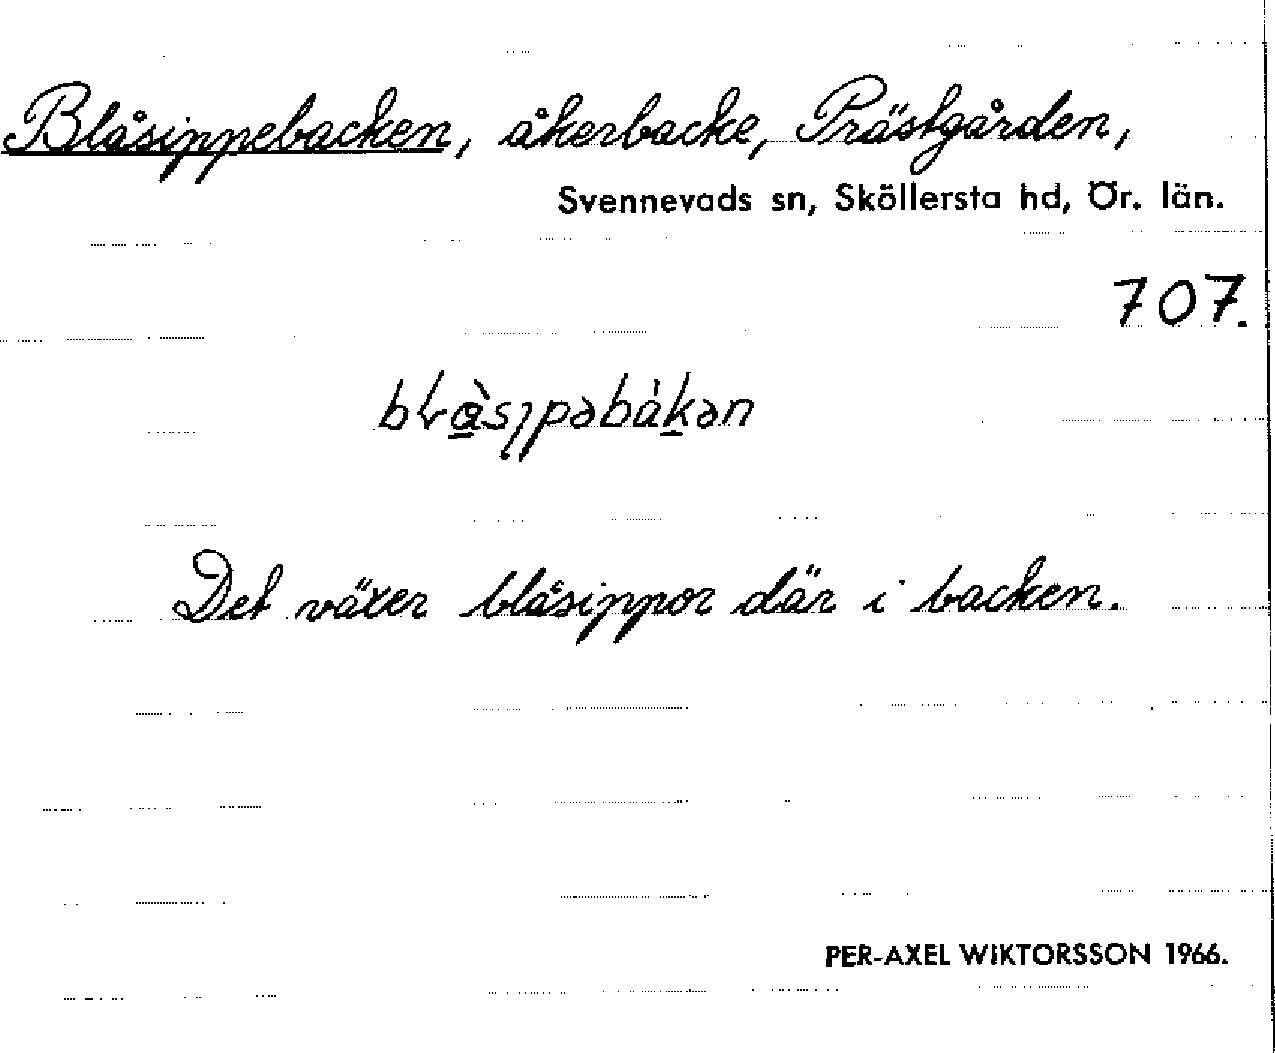 Blåsippebacken, åkerbacke, Prästgården,
Svennevads sn, Sköllersta hd, Ör. län.
707.
Det växer blåsippor där i backen.
PER-AXEL WIKTORSSON 1966.